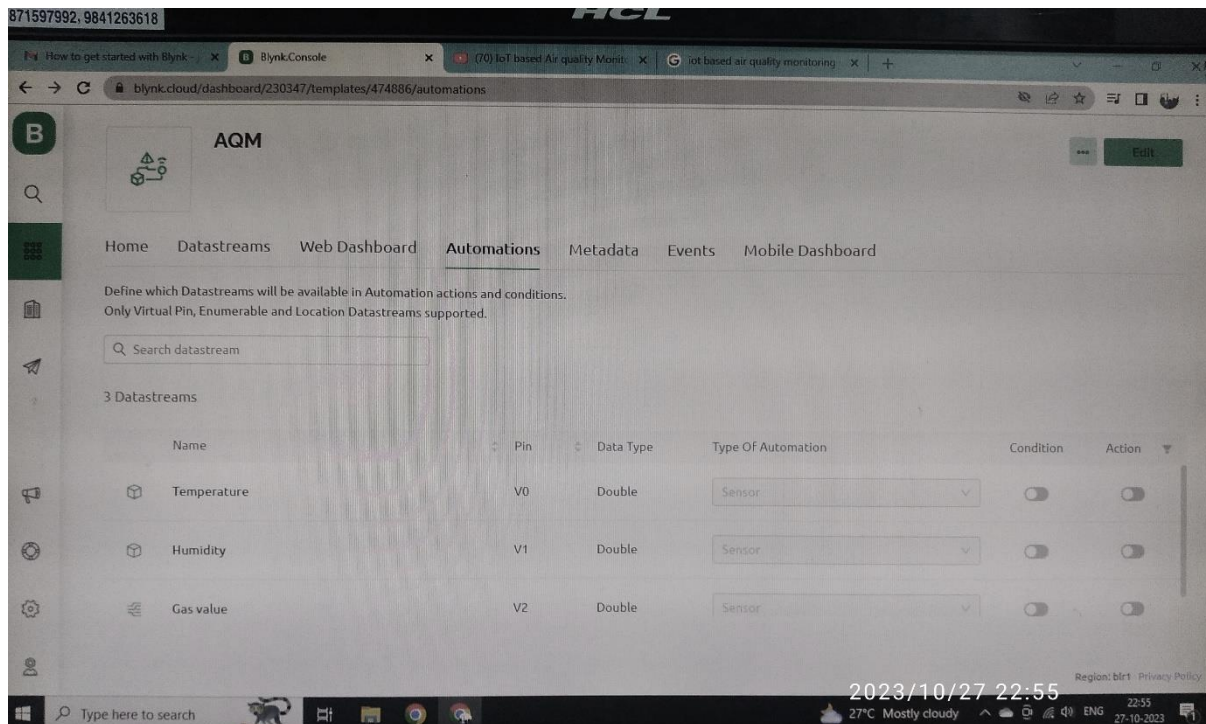 871597992, 9841263618
HCL
How to get started with Blynk -
Blynk.Console
(70) IoT based Air quality Monito
iot based air quality monitoring
blynk.cloud/dashboard/230347/templates/474886/automations
B
AQM
Edit
Home Datastreams Web Dashboard Automations Metadata Events Mobile Dashboard
Define which Datastreams will be available in Automation actions and conditions.
Only Virtual Pin, Enumerable and Location Datastreams supported.
Search datastream
3 Datastreams
Name Pin Data Type Type Of Automation Condition Action
Temperature V0 Double Sensor
Humidity V1 Double Sensor
Gas value V2 Double Sensor
Region: blr1 Privacy Policy
2023/10/27 22:55
Type here to search
27°C Mostly cloudy
ENG
22:55
27-10-2023